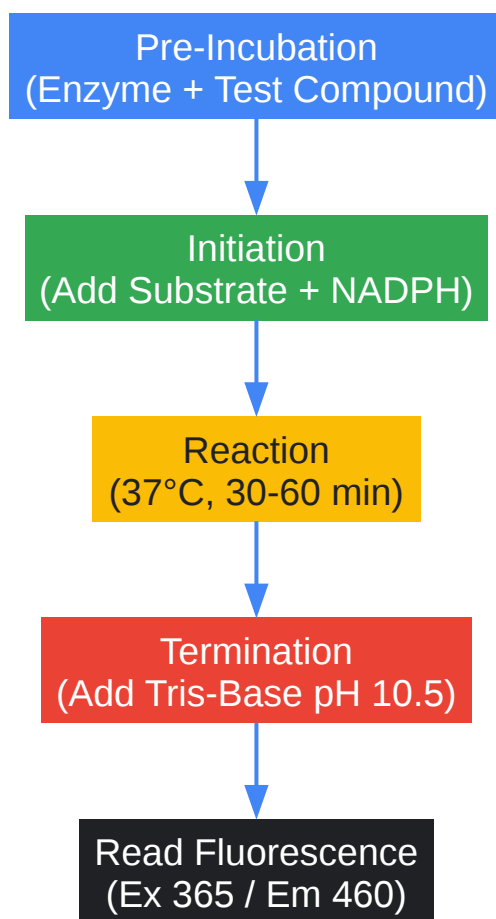 Pre-Incubation
(Enzyme + Test Compound)
Initiation
(Add Substrate + NADPH)
Reaction
(37°C, 30-60 min)
Termination
(Add Tris-Base pH 10.5)
Read Fluorescence
(Ex 365 / Em 460)